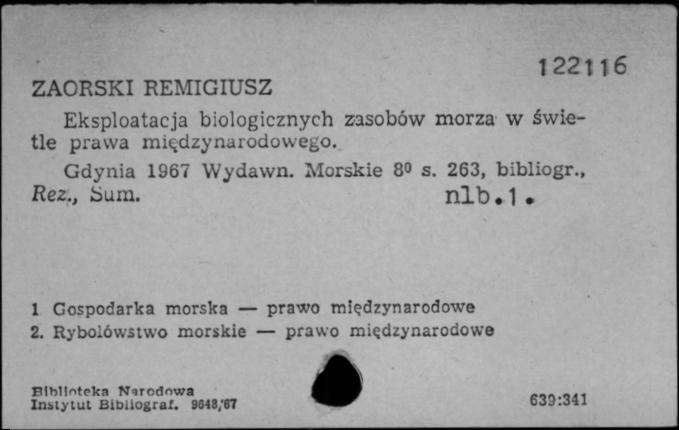 122116
ZAORSKI REMIGIUSZ
Eksploatacja biologicznych zasobów morza w świe-
tle prawa międzynarodowego.
Gdynia 1967 Wydawn. Morskie 8⁰ s. 263, bibliogr.,
Rez., Sum. nlb.1.
1 Gospodarka morska — prawo międzynarodowe
2. Rybolówstwo morskie — prawo międzynarodowe
Biblioteka Narodowa
Instytut Bibliograf. 9648/67
639:341